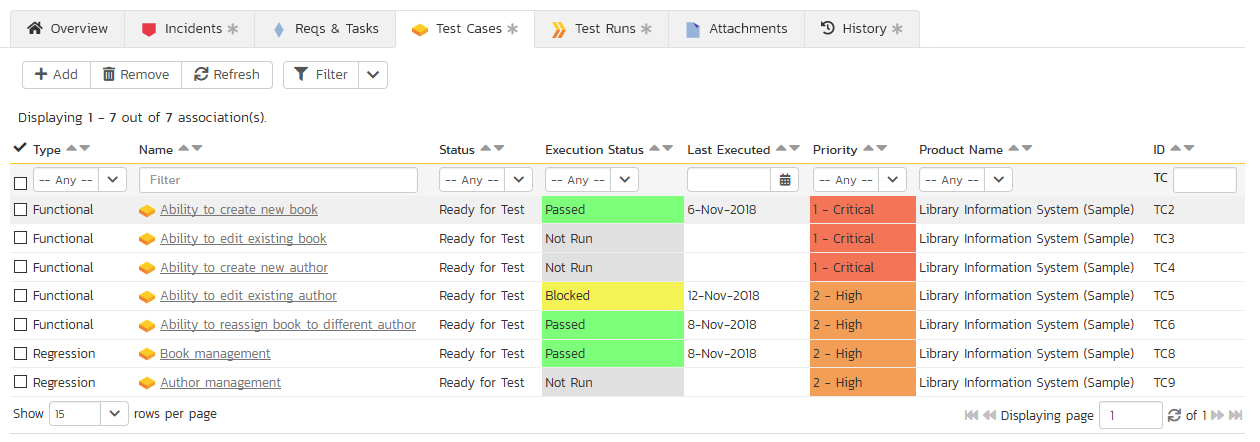 Overview Incidents Reqs & Tasks Test Cases Test Runs Attachments History
Add Remove Refresh Filter
Displaying 1 - 7 out of 7 association(s).
Type Name Status Execution Status Last Executed Priority Product Name ID
-- Any -- Filter -- Any -- -- Any -- -- Any -- -- Any -- TC
Functional Ability to create new book Ready for Test Passed 6-Nov-2018 1 - Critical Library Information System (Sample) TC2
Functional Ability to edit existing book Ready for Test Not Run 1 - Critical Library Information System (Sample) TC3
Functional Ability to create new author Ready for Test Not Run 1 - Critical Library Information System (Sample) TC4
Functional Ability to edit existing author Ready for Test Blocked 12-Nov-2018 2 - High Library Information System (Sample) TC5
Functional Ability to reassign book to different author Ready for Test Passed 8-Nov-2018 2 - High Library Information System (Sample) TC6
Regression Book management Ready for Test Passed 8-Nov-2018 2 - High Library Information System (Sample) TC8
Regression Author management Ready for Test Not Run 2 - High Library Information System (Sample) TC9
Show 15 rows per page Displaying page 1 of 1